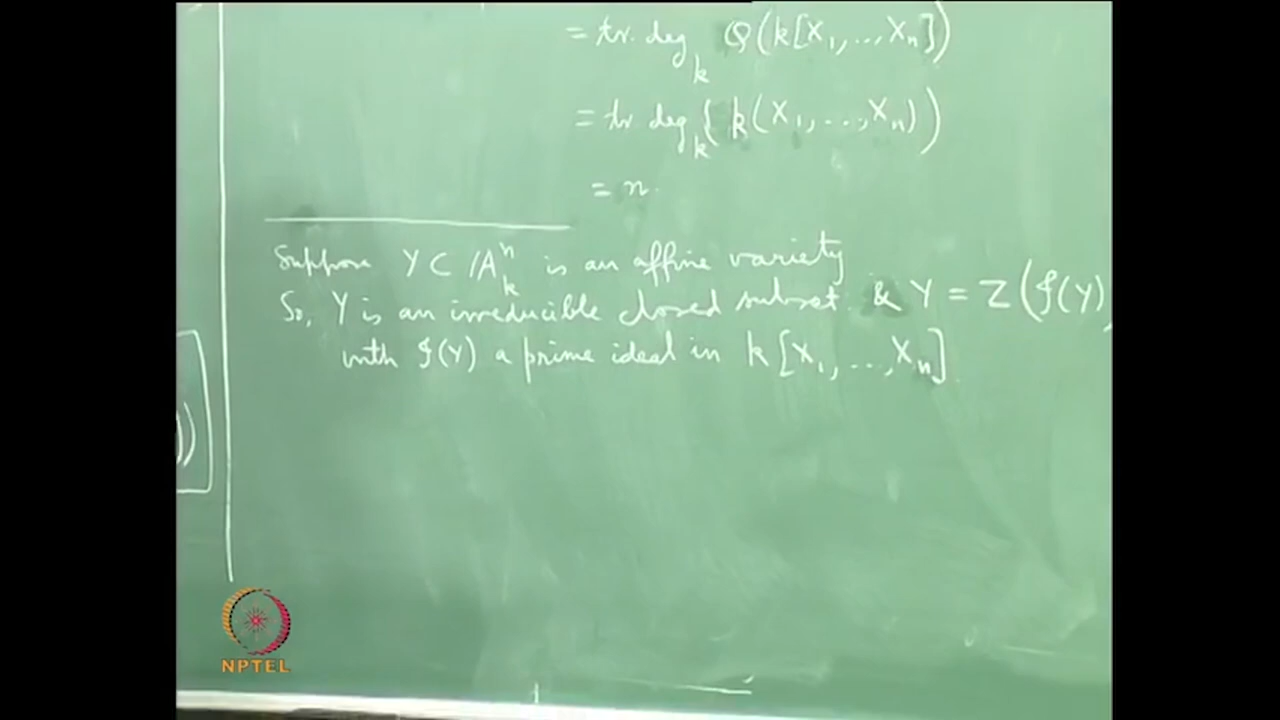 = tr. deg_k Q(k[X_1, ..., X_n])
= tr. deg_k { k(X_1, ..., X_n) )
= n.
Suppose Y ⊂ A^n_k is an affine variety
So, Y is an irreducible closed subset & Y = Z(𝓘(Y)
with 𝓘(Y) a prime ideal in k[X_1, ..., X_n].
))
NPTEL